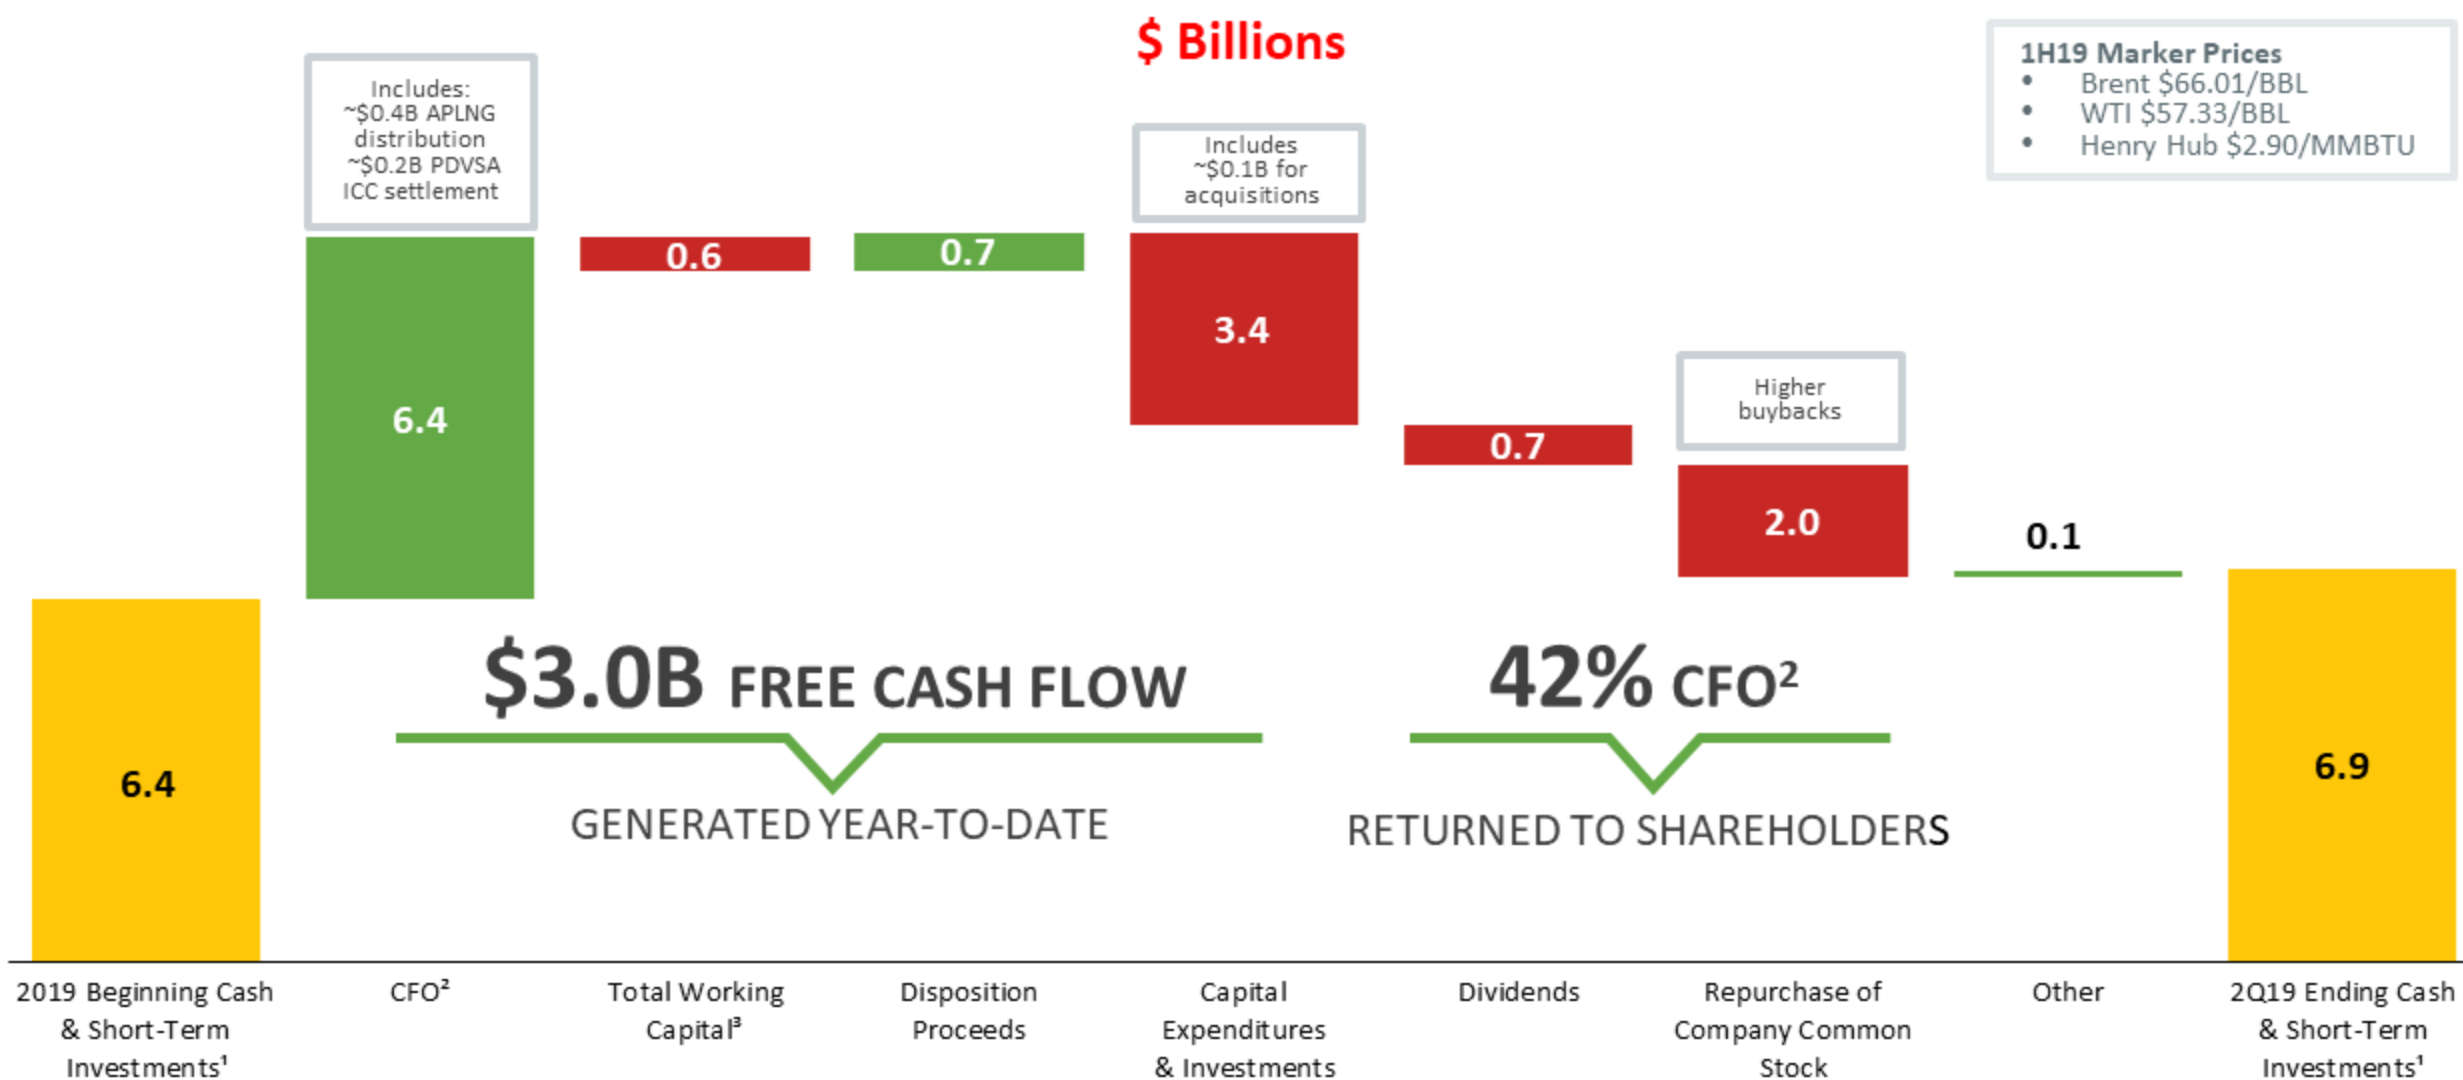 $ Billions
1H19 Marker Prices
• Brent $66.01/BBL
• WTI $57.33/BBL
• Henry Hub $2.90/MMBTU
Includes:
~$0.4B APLNG
distribution
~$0.2B PDVSA
ICC settlement
Includes
~$0.1B for
acquisitions
0.6
0.7
3.4
Higher
buybacks
6.4
0.7
2.0
0.1
$3.0B FREE CASH FLOW
GENERATED YEAR-TO-DATE
42% CFO²
RETURNED TO SHAREHOLDERS
6.4
6.9
2019 Beginning Cash
& Short-Term
Investments¹
CFO²
Total Working
Capital³
Disposition
Proceeds
Capital
Expenditures
& Investments
Dividends
Repurchase of
Company Common
Stock
Other
2Q19 Ending Cash
& Short-Term
Investments¹